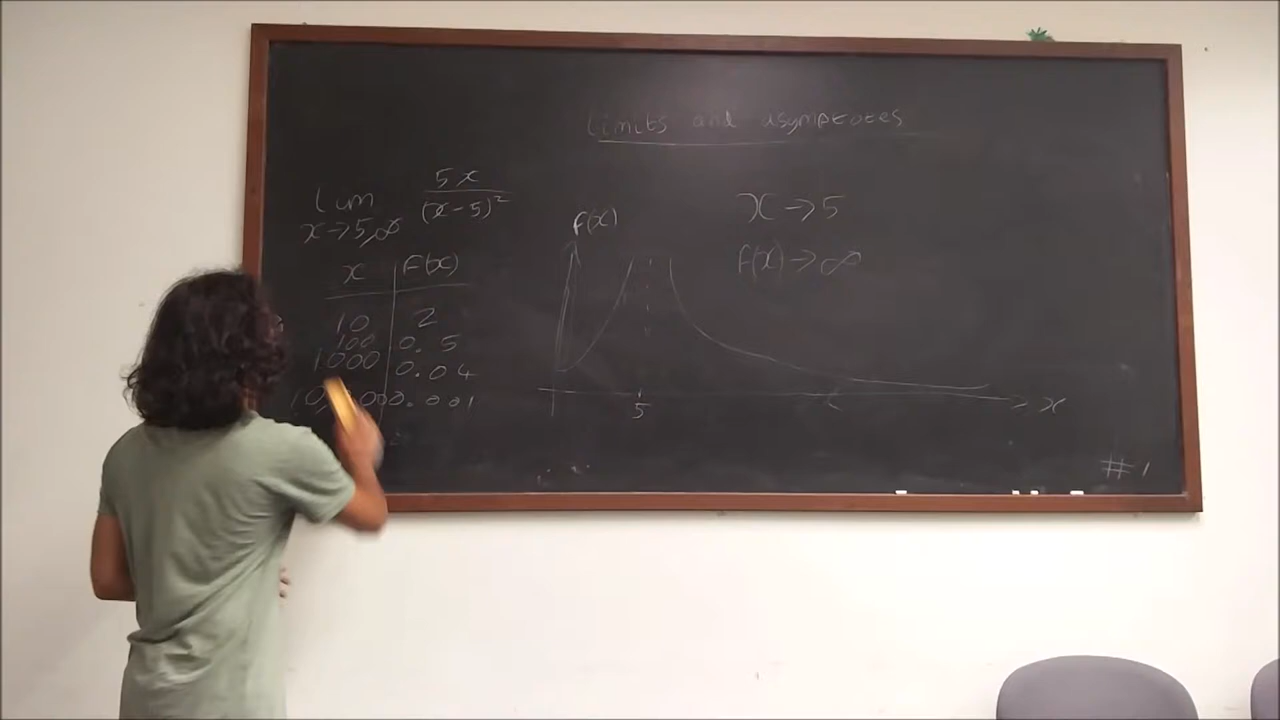 Limits and asymptotes
lim 5x
x→5,∞ (x-5)²
x f(x)
10 2
100 0.5
1000 0.04
0.001
f(x)
5
x
x→5
f(x)→∞
#1